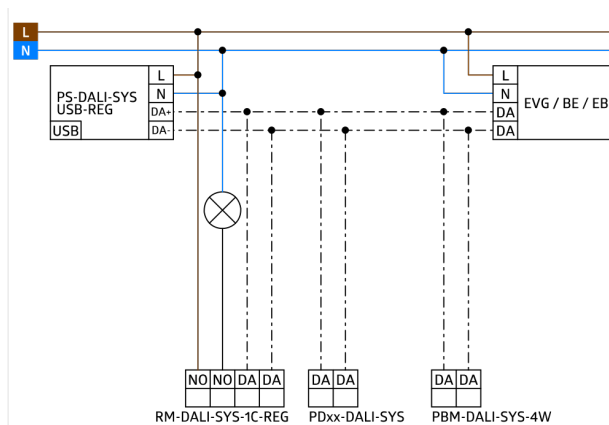 L
N
PS-DALI-SYS
USB-REG
USB
L
N
DA+
DA-
L
N
DA
DA
EVG / BE / EB
NO NO DA DA
DA DA
DA DA
RM-DALI-SYS-1C-REG
PDxx-DALI-SYS
PBM-DALI-SYS-4W